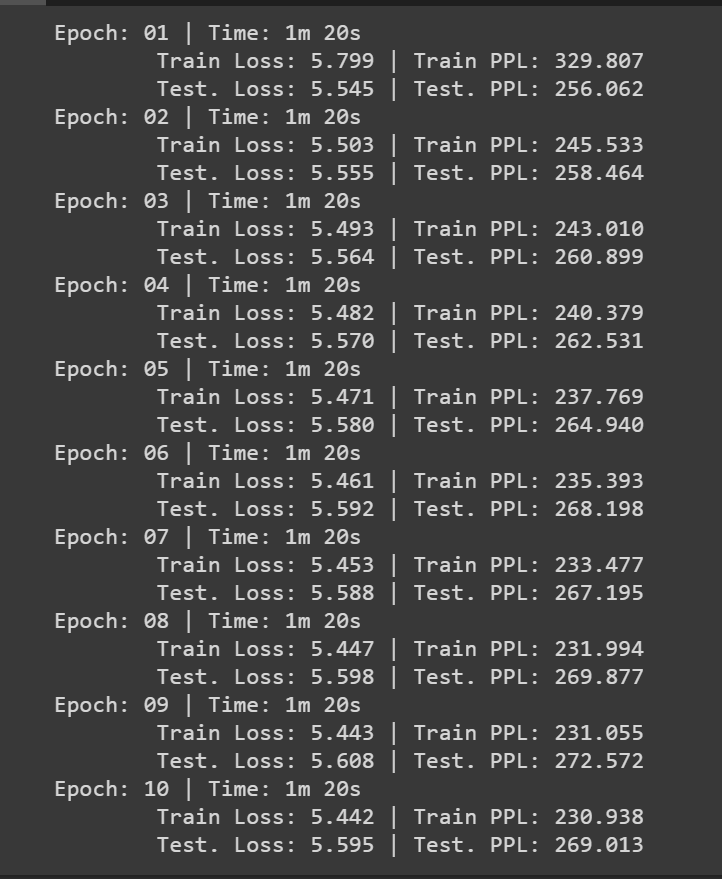 Epoch: 01 | Time: 1m 20s
Train Loss: 5.799 | Train PPL: 329.807
Test. Loss: 5.545 | Test. PPL: 256.062
Epoch: 02 | Time: 1m 20s
Train Loss: 5.503 | Train PPL: 245.533
Test. Loss: 5.555 | Test. PPL: 258.464
Epoch: 03 | Time: 1m 20s
Train Loss: 5.493 | Train PPL: 243.010
Test. Loss: 5.564 | Test. PPL: 260.899
Epoch: 04 | Time: 1m 20s
Train Loss: 5.482 | Train PPL: 240.379
Test. Loss: 5.570 | Test. PPL: 262.531
Epoch: 05 | Time: 1m 20s
Train Loss: 5.471 | Train PPL: 237.769
Test. Loss: 5.580 | Test. PPL: 264.940
Epoch: 06 | Time: 1m 20s
Train Loss: 5.461 | Train PPL: 235.393
Test. Loss: 5.592 | Test. PPL: 268.198
Epoch: 07 | Time: 1m 20s
Train Loss: 5.453 | Train PPL: 233.477
Test. Loss: 5.588 | Test. PPL: 267.195
Epoch: 08 | Time: 1m 20s
Train Loss: 5.447 | Train PPL: 231.994
Test. Loss: 5.598 | Test. PPL: 269.877
Epoch: 09 | Time: 1m 20s
Train Loss: 5.443 | Train PPL: 231.055
Test. Loss: 5.608 | Test. PPL: 272.572
Epoch: 10 | Time: 1m 20s
Train Loss: 5.442 | Train PPL: 230.938
Test. Loss: 5.595 | Test. PPL: 269.013